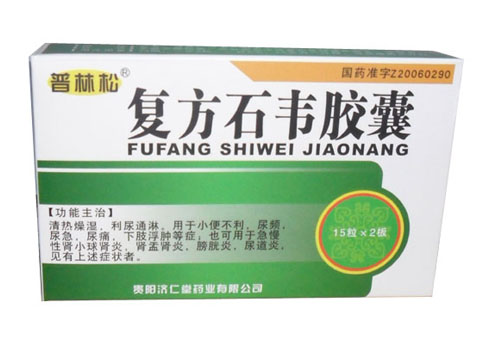 国药准字Z20060290
普林松®
复方石韦胶囊
FUFANG SHIWEI JIAONANG
【功能主治】
清热燥湿，利尿通淋。用于小便不利，尿频，
尿急，尿痛，下肢浮肿等症；也可用于急慢
性肾小球肾炎，肾盂肾炎，膀胱炎，尿道炎，
见有上述症状者。
15粒×2板
贵阳济仁堂药业有限公司